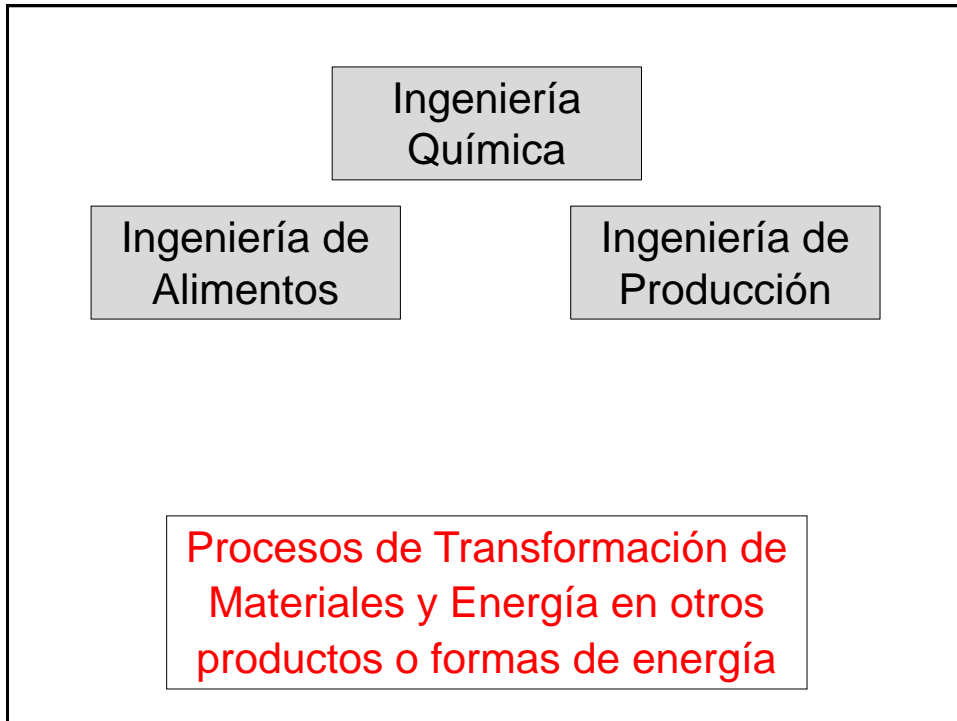 Ingeniería
Química
Ingeniería de
Alimentos
Ingeniería de
Producción
Procesos de Transformación de
Materiales y Energía en otros
productos o formas de energía